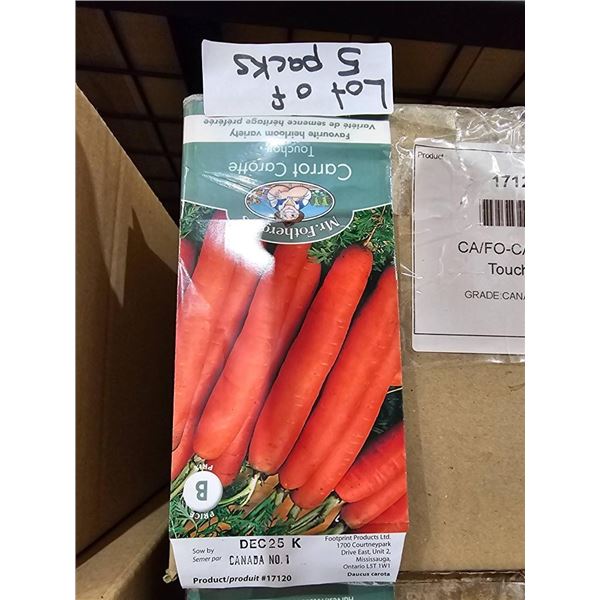 Lot of
5 packs
Favourite heirloom variety
Variété de semence héritage préférée
Carrot Carotte
Mr. Fother
B
PRICE
DEC25 K
Sow by
Semer par
CANADA NO. 1
Product/produit #17120
Footprint Products Ltd.
1700 Courtneypark
Drive East, Unit 2,
Mississauga,
Ontario L5T 1W1
Daucus carota
Product
1712
CA/FO-CA
Touch
GRADE:CANA